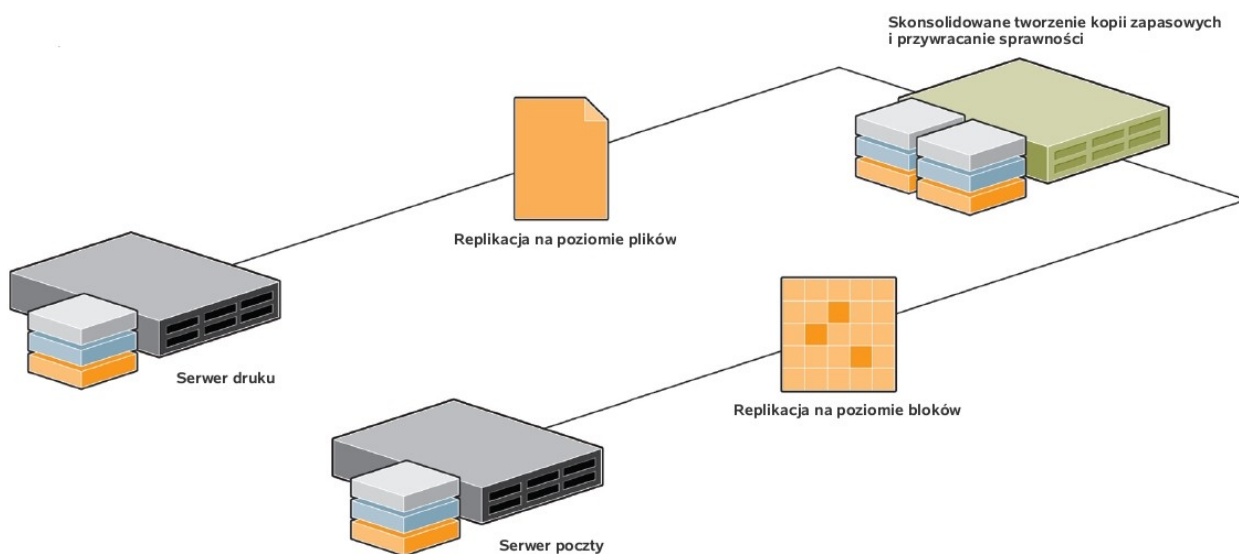 Skonsolidowane tworzenie kopii zapasowych
i przywracanie sprawności
Replikacja na poziomie plików
Serwer druku
Replikacja na poziomie bloków
Serwer poczty